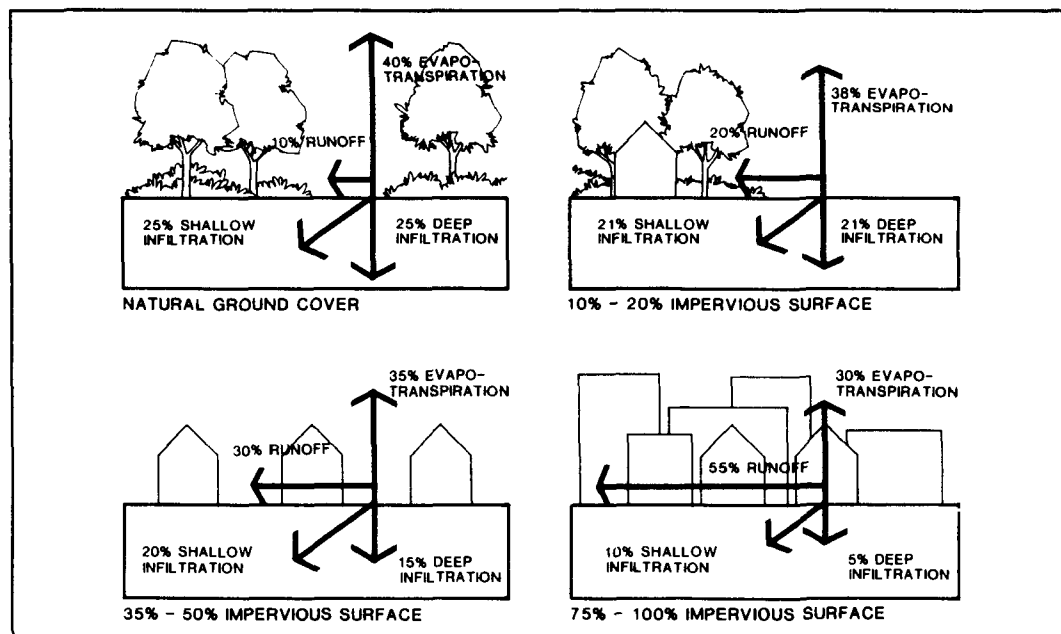 40% EVAPO-
TRANSPIRATION
10% RUNOFF
25% SHALLOW
INFILTRATION
25% DEEP
INFILTRATION
NATURAL GROUND COVER
38% EVAPO-
TRANSPIRATION
20% RUNOFF
21% SHALLOW
INFILTRATION
21% DEEP
INFILTRATION
10% - 20% IMPERVIOUS SURFACE
35% EVAPO-
TRANSPIRATION
30% RUNOFF
20% SHALLOW
INFILTRATION
15% DEEP
INFILTRATION
35% - 50% IMPERVIOUS SURFACE
30% EVAPO-
TRANSPIRATION
55% RUNOFF
10% SHALLOW
INFILTRATION
5% DEEP
INFILTRATION
75% - 100% IMPERVIOUS SURFACE